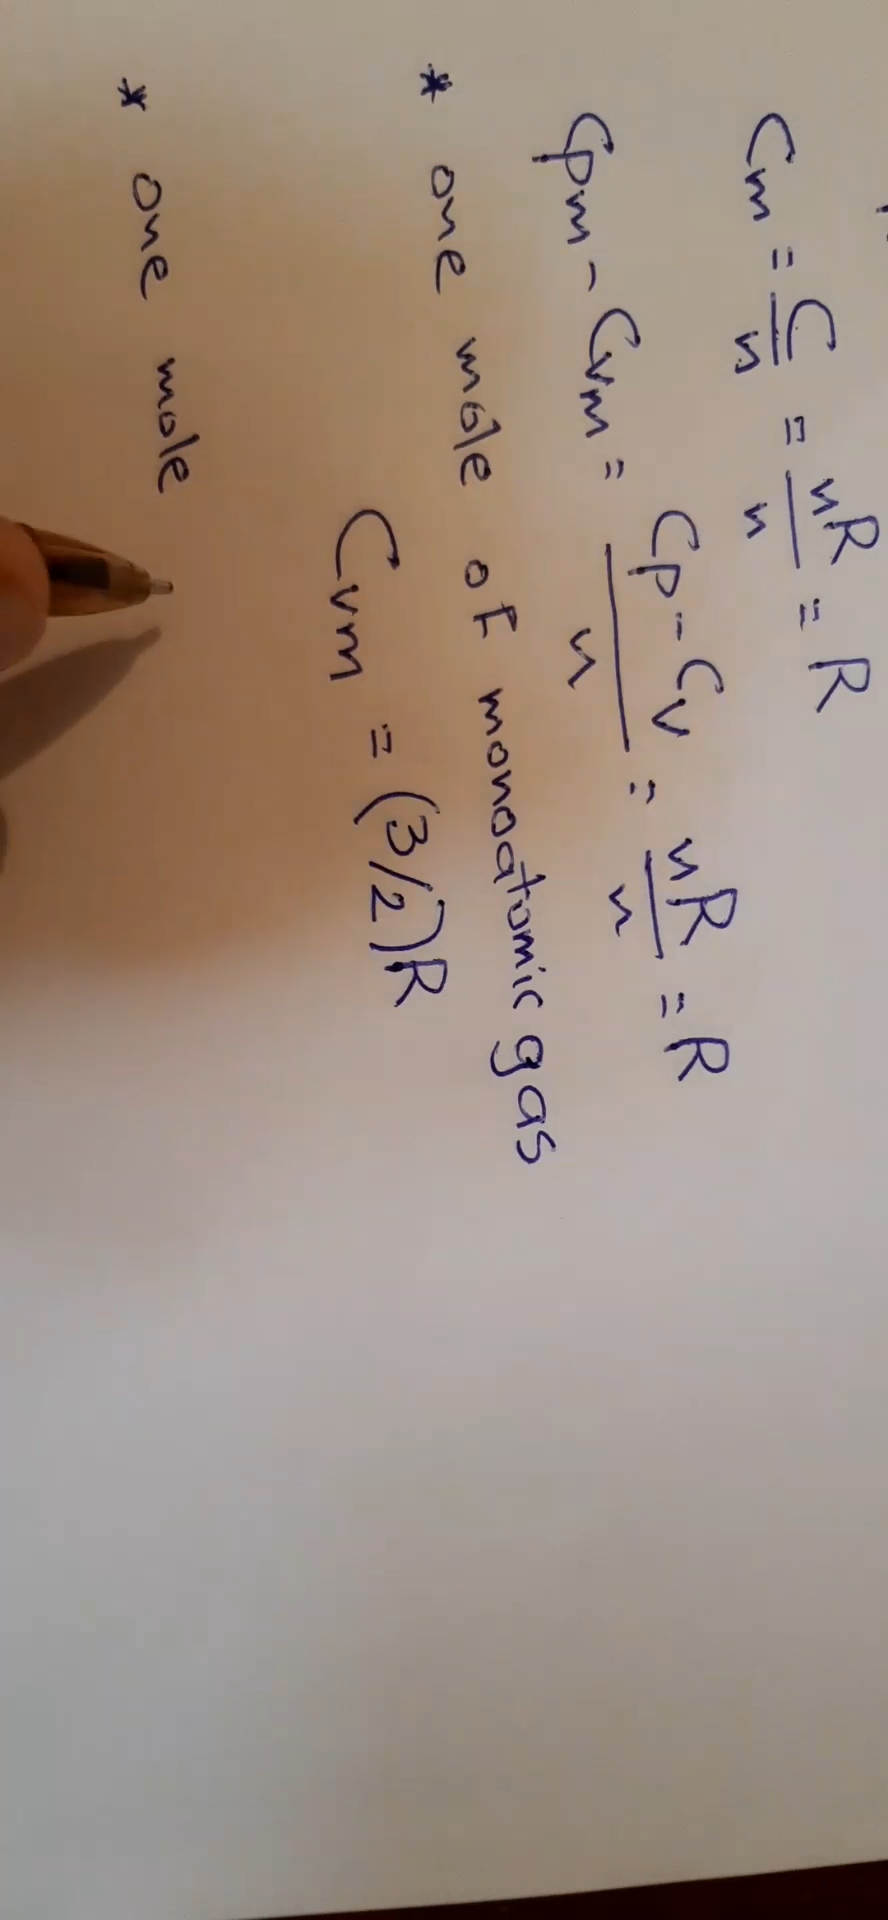 Cm = C/n = nR/n = R
Cpm - Cvm = Cp - Cv/n = nR/n = R
* one mole of monoatomic gas
Cvm = (3/2)R
* one mole